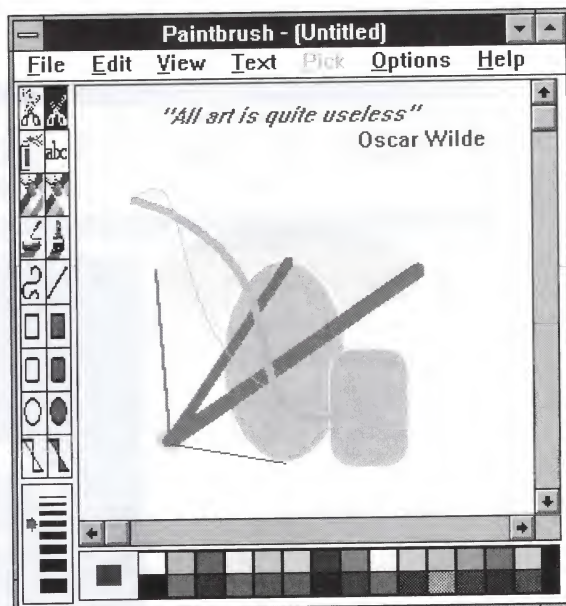 Paintbrush - (Untitled)
File Edit View Text Pick Options Help
abc
"All art is quite useless"
Oscar Wilde